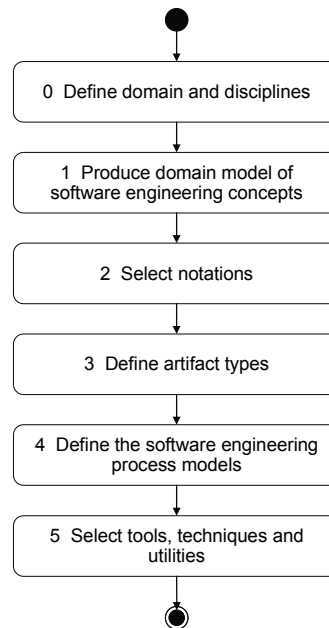 0 Define domain and disciplines
1 Produce domain model of
software engineering concepts
2 Select notations
3 Define artifact types
4 Define the software engineering
process models
5 Select tools, techniques and
utilities